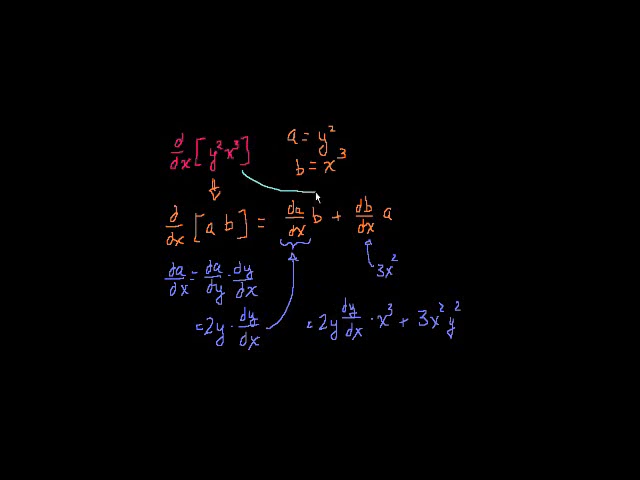 d/dx [y²x³]
a = y²
b = x³
d/dx [a b] = da/dx b + db/dx a
3x²
da/dx = da/dy · dy/dx
= 2y · dy/dx
= 2y dy/dx · x³ + 3x² y²